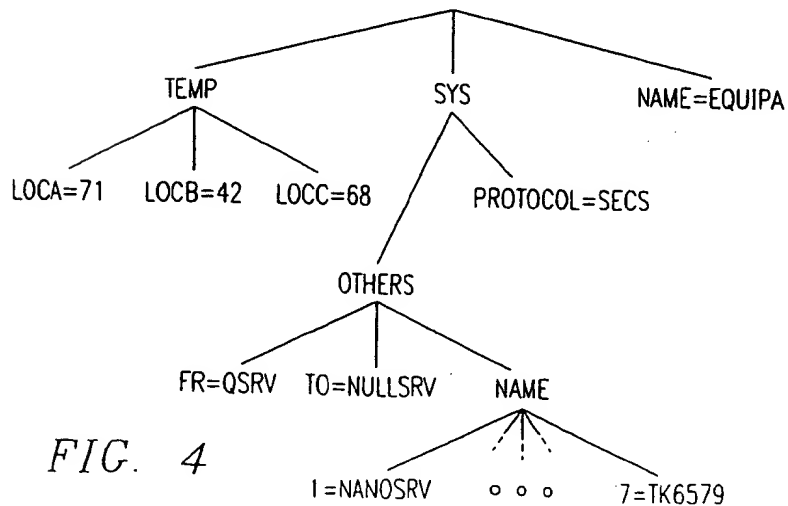 TEMP
SYS
NAME=EQUIPA
LOCA=71 LOCB=42 LOCC=68
PROTOCOL=SECS
OTHERS
FR=QSRV TO=NULLSRV NAME
FIG. 4
1=NANOSRV o o o 7=TK6579